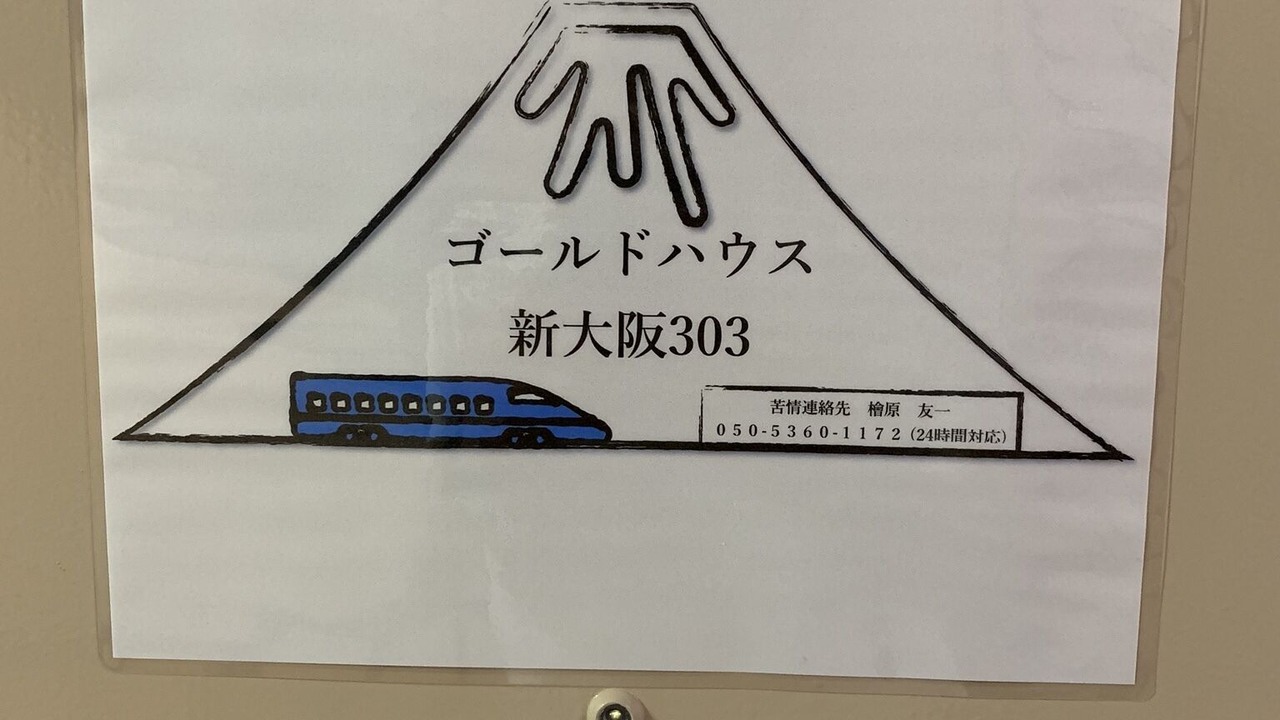 ゴールドハウス
新大阪303
苦情連絡先　檜原　友一
050-5360-1172(24時間対応)